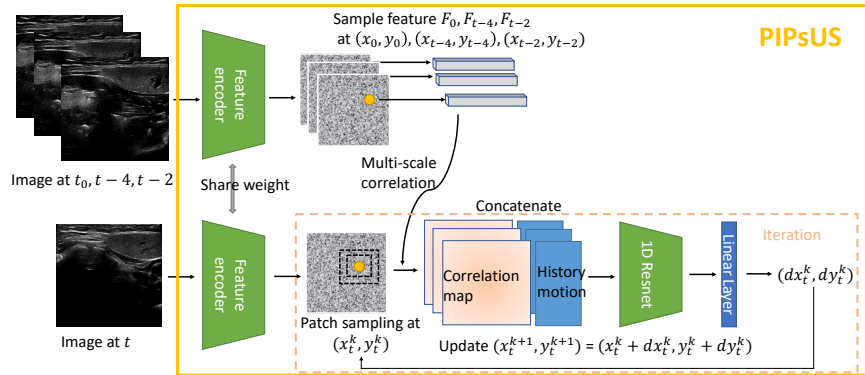 Sample feature $F_0, F_{t-4}, F_{t-2}$
at $(x_0, y_0), (x_{t-4}, y_{t-4}), (x_{t-2}, y_{t-2})$
PIPsUS
Feature
encoder
Image at $t_0, t-4, t-2$
Share weight
Multi-scale
correlation
Concatenate
Iteration
Feature
encoder
Correlation
map
History
motion
1D Resnet
Linear Layer
$(dx_t^k, dy_t^k)$
Patch sampling at
$(x_t^k, y_t^k)$
Image at $t$
Update $(x_t^{k+1}, y_t^{k+1}) = (x_t^k + dx_t^k, y_t^k + dy_t^k)$